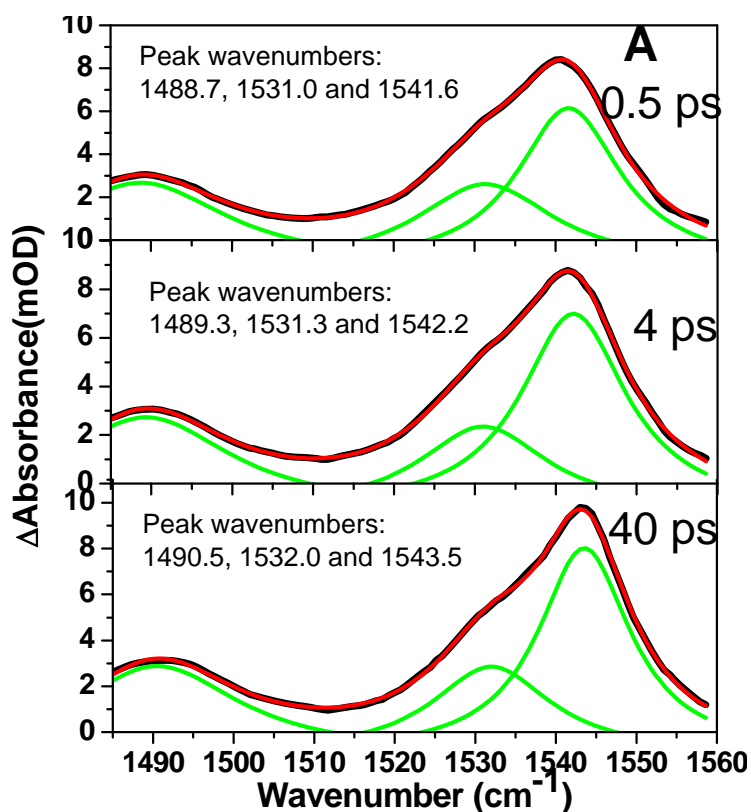 A
0.5 ps
Peak wavenumbers:
1488.7, 1531.0 and 1541.6
10
8
6
4
2
10
4 ps
Peak wavenumbers:
1489.3, 1531.3 and 1542.2
8
6
4
2
0
40 ps
Peak wavenumbers:
1490.5, 1532.0 and 1543.5
10
8
6
4
2
0
ΔAbsorbance(mOD)
1490 1500 1510 1520 1530 1540 1550 1560
Wavenumber (cm-1)